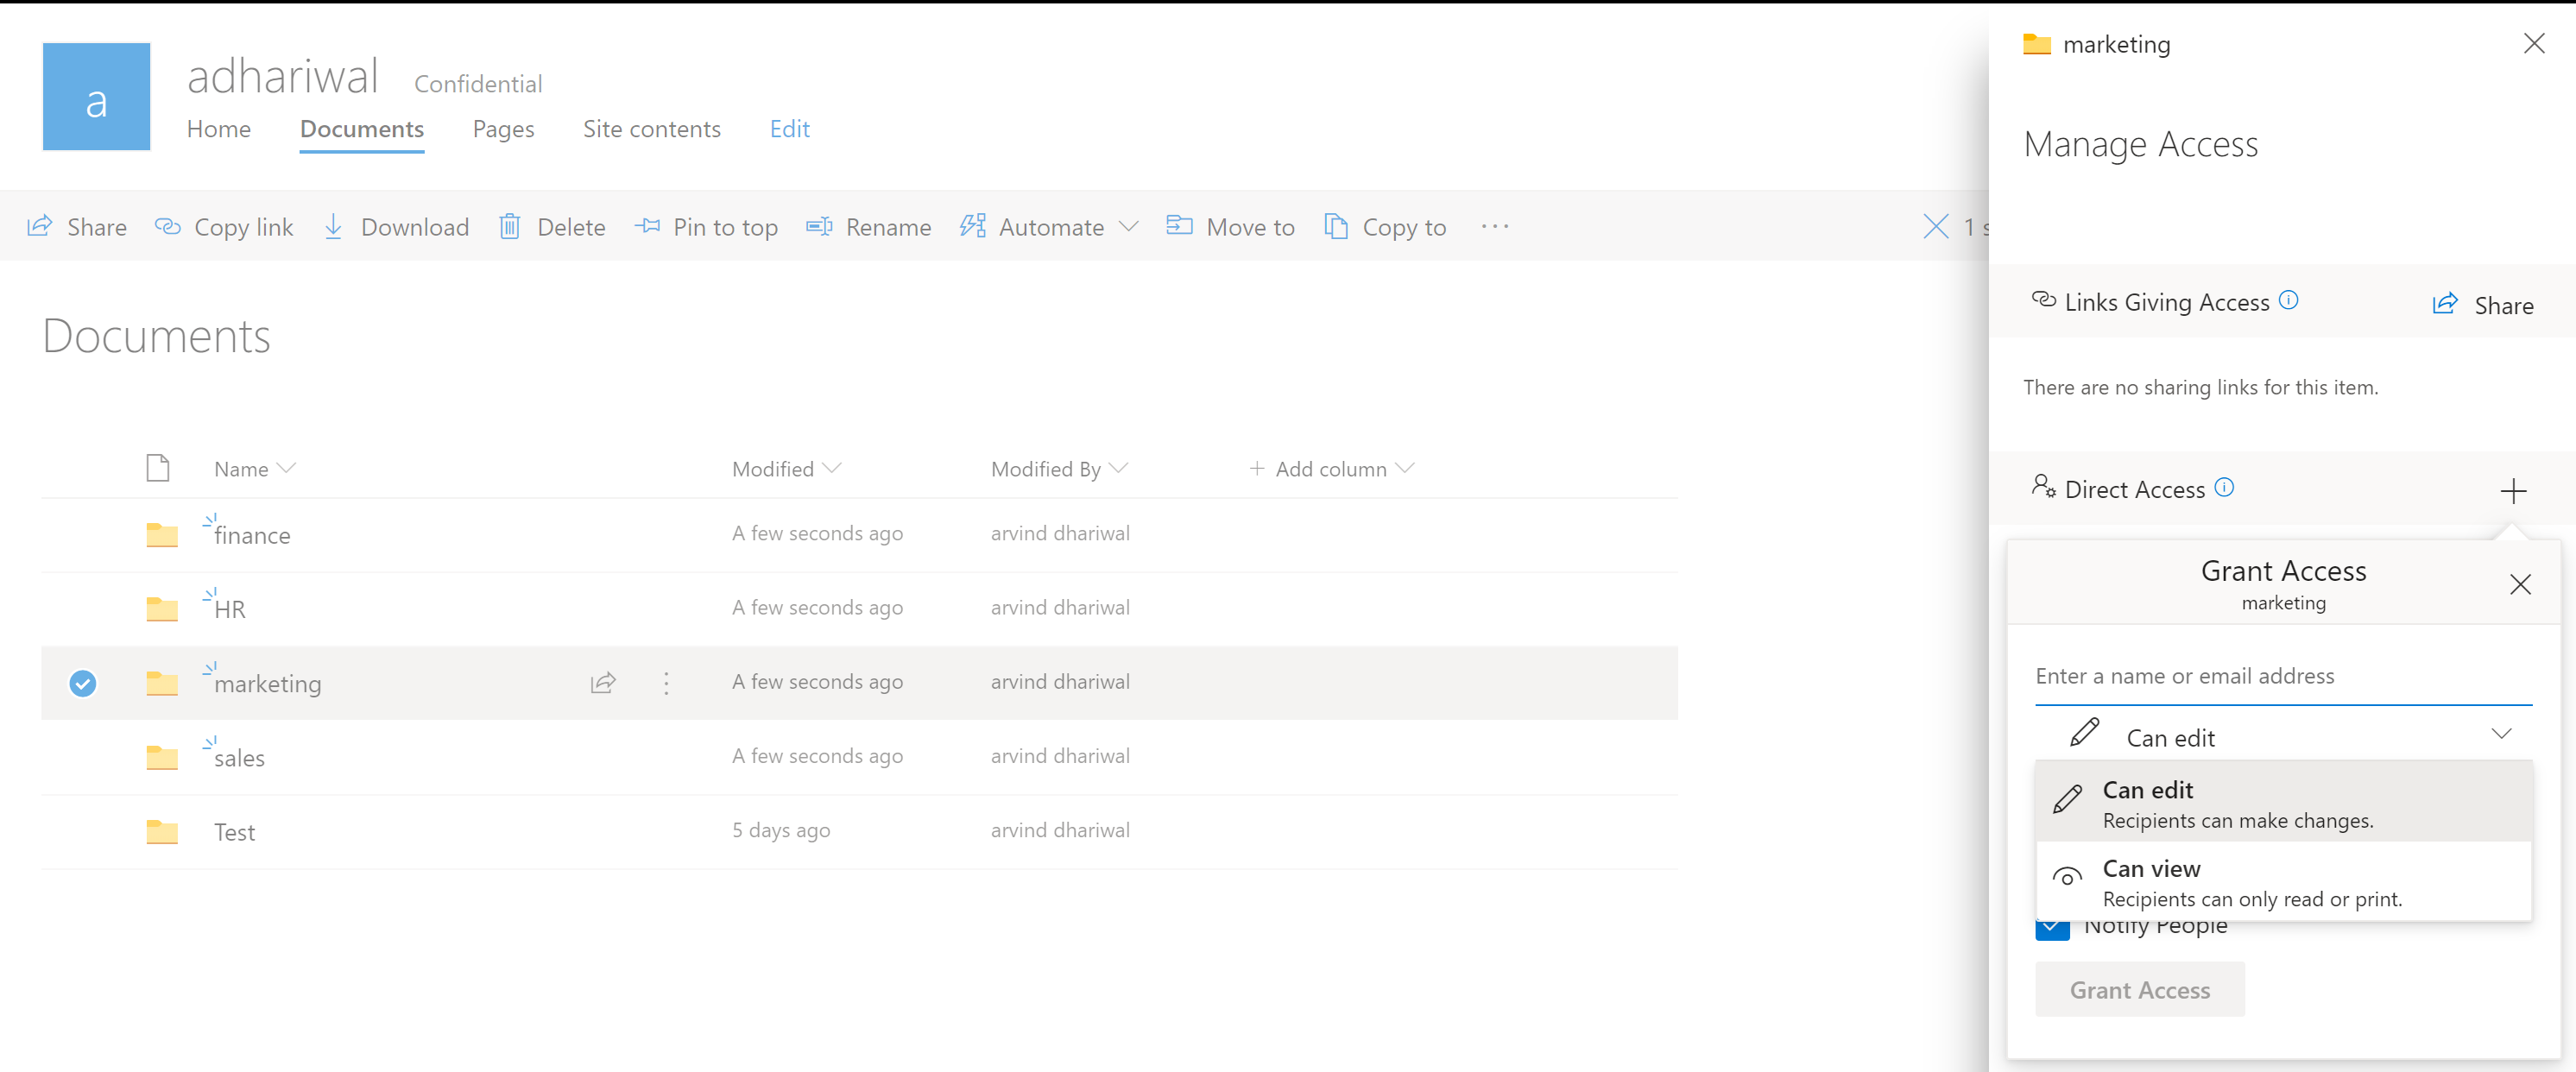 a
adhariwal Confidential
Home Documents Pages Site contents Edit
Share Copy link Download Delete Pin to top Rename Automate Move to Copy to ··· 1
Documents
Name Modified Modified By + Add column
finance A few seconds ago arvind dhariwal
HR A few seconds ago arvind dhariwal
marketing A few seconds ago arvind dhariwal
sales A few seconds ago arvind dhariwal
Test 5 days ago arvind dhariwal
marketing
Manage Access
Links Giving Access Share
There are no sharing links for this item.
Direct Access
Grant Access
marketing
Enter a name or email address
Can edit
Can edit
Recipients can make changes.
Can view
Recipients can only read or print.
Notify People
Grant Access